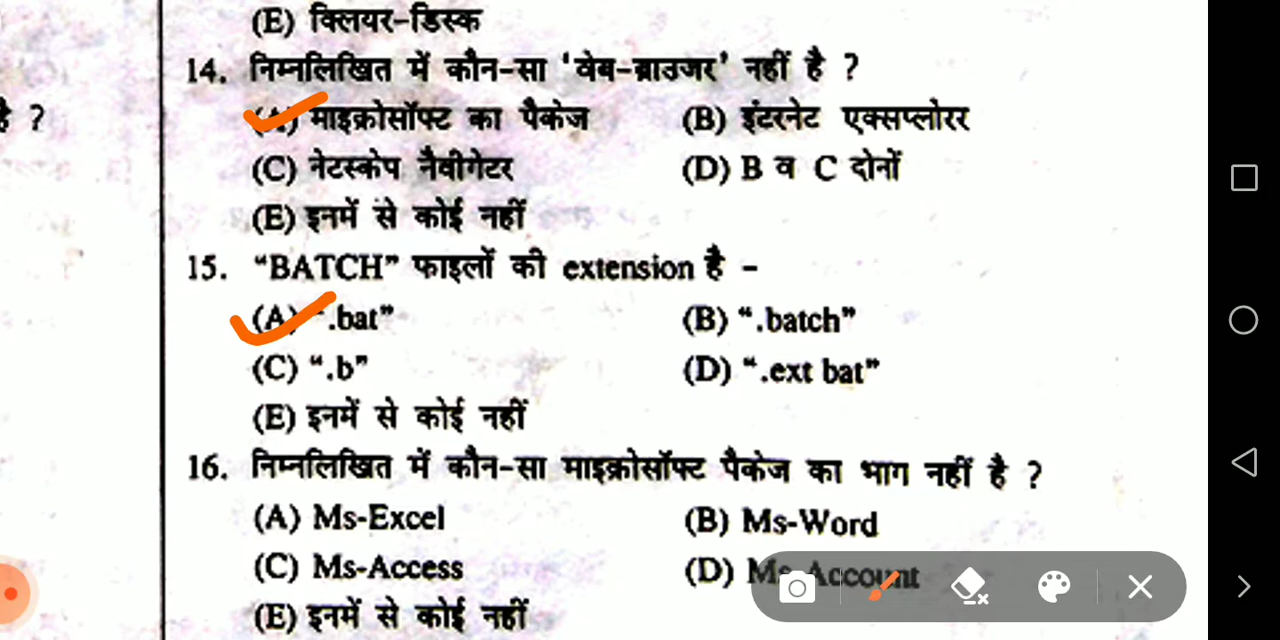 (E) क्लियर-डिस्क
14. निम्नलिखित में कौन-सा 'वेब-ब्राउजर' नहीं है ?
है ?
(A) माइक्रोसॉफ्ट का पैकेज (B) इंटरनेट एक्सप्लोरर
(C) नेटस्केप नैवीगेटर (D) B व C दोनों
(E) इनमें से कोई नहीं
15. “BATCH” फाइलों की extension है –
(A) “.bat” (B) “.batch”
(C) “.b” (D) “.ext bat”
(E) इनमें से कोई नहीं
16. निम्नलिखित में कौन-सा माइक्रोसॉफ्ट पैकेज का भाग नहीं है ?
(A) Ms-Excel (B) Ms-Word
(C) Ms-Access (D) Ms-Account
(E) इनमें से कोई नहीं